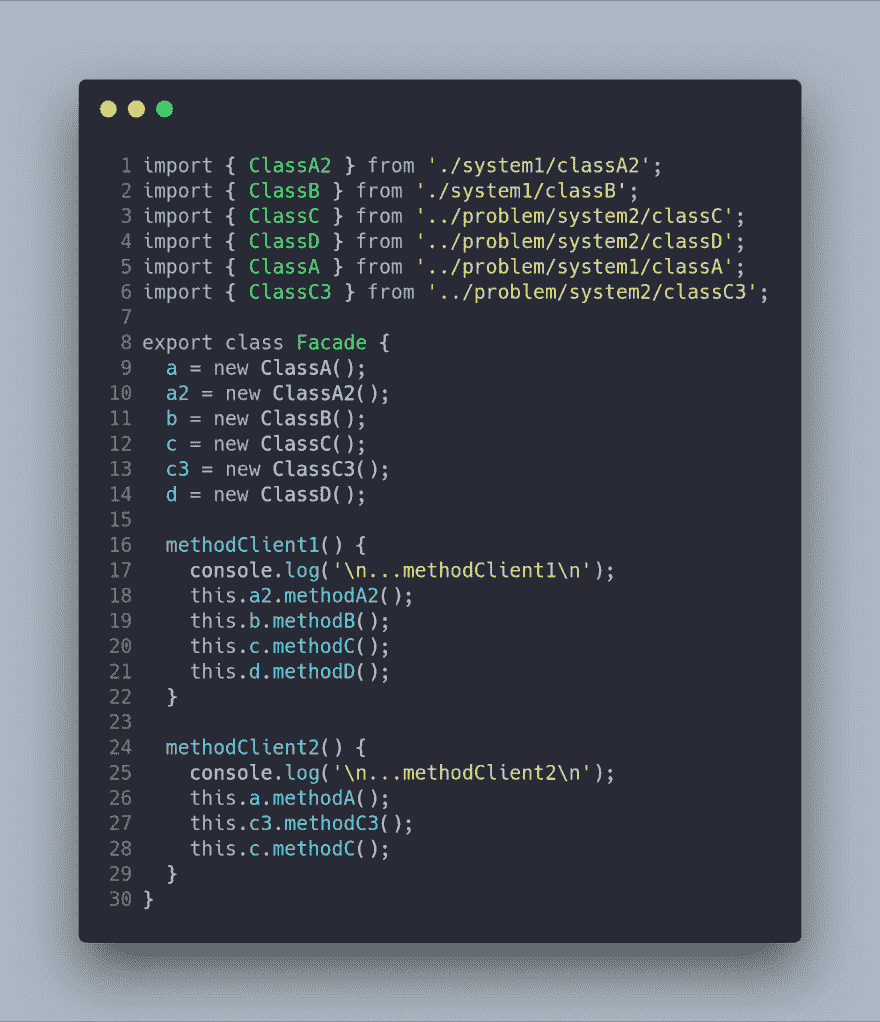 1 import { ClassA2 } from './system1/classA2';
2 import { ClassB } from './system1/classB';
3 import { ClassC } from '../problem/system2/classC';
4 import { ClassD } from '../problem/system2/classD';
5 import { ClassA } from '../problem/system1/classA';
6 import { ClassC3 } from '../problem/system2/classC3';
7
8 export class Facade {
9   a = new ClassA();
10   a2 = new ClassA2();
11   b = new ClassB();
12   c = new ClassC();
13   c3 = new ClassC3();
14   d = new ClassD();
15
16   methodClient1() {
17     console.log('\n...methodClient1\n');
18     this.a2.methodA2();
19     this.b.methodB();
20     this.c.methodC();
21     this.d.methodD();
22   }
23
24   methodClient2() {
25     console.log('\n...methodClient2\n');
26     this.a.methodA();
27     this.c3.methodC3();
28     this.c.methodC();
29   }
30 }